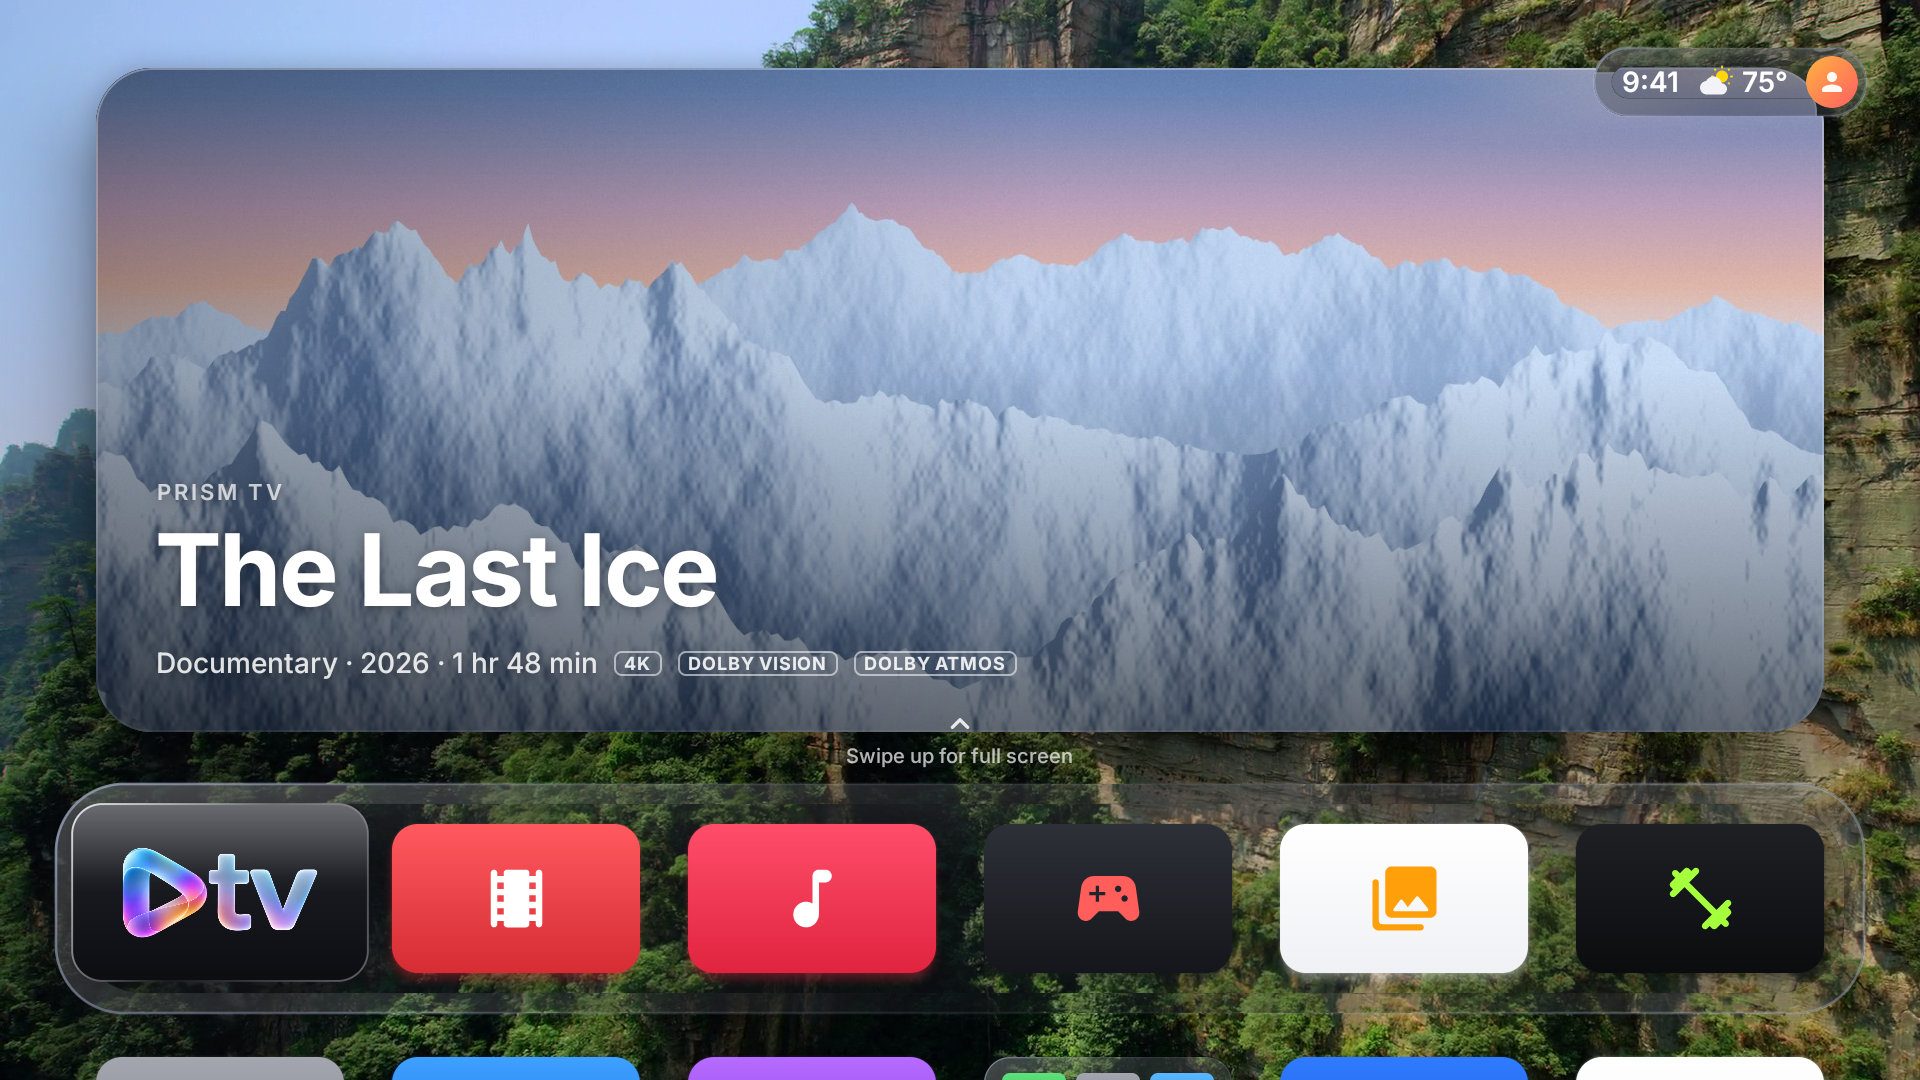 9:41 75°
PRISM TV
The Last Ice
Documentary · 2026 · 1 hr 48 min 4K DOLBY VISION DOLBY ATMOS
Swipe up for full screen
tv